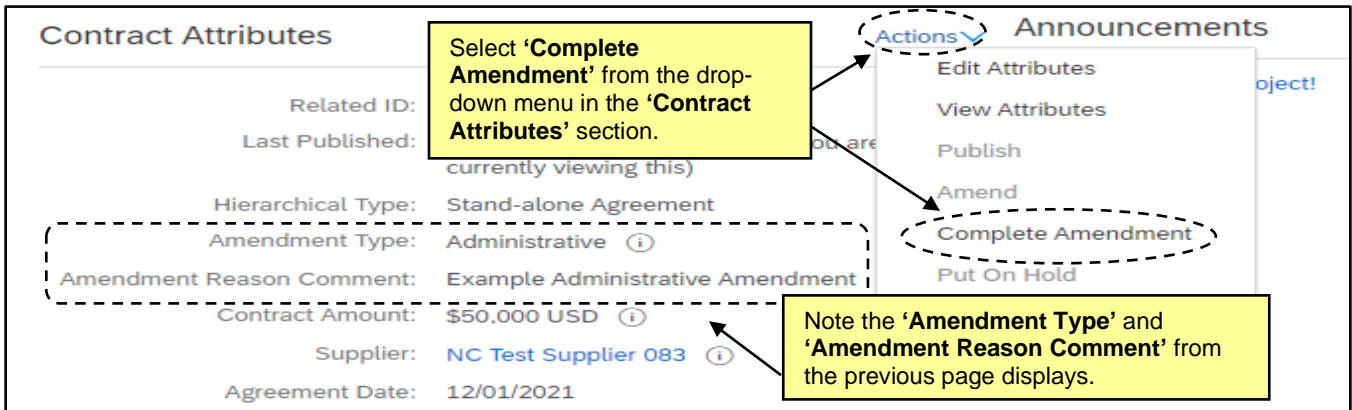 Contract Attributes
Select ‘Complete
Amendment’ from the drop-
down menu in the ‘Contract
Attributes’ section.
Actions
Announcements
Edit Attributes
View Attributes
Publish
Amend
Complete Amendment
Put On Hold
oject!
Related ID:
Last Published:
ou are
currently viewing this)
Hierarchical Type: Stand-alone Agreement
Amendment Type: Administrative
Amendment Reason Comment: Example Administrative Amendment
Contract Amount: $50,000 USD
Supplier: NC Test Supplier 083
Agreement Date: 12/01/2021
Note the ‘Amendment Type’ and
‘Amendment Reason Comment’ from
the previous page displays.